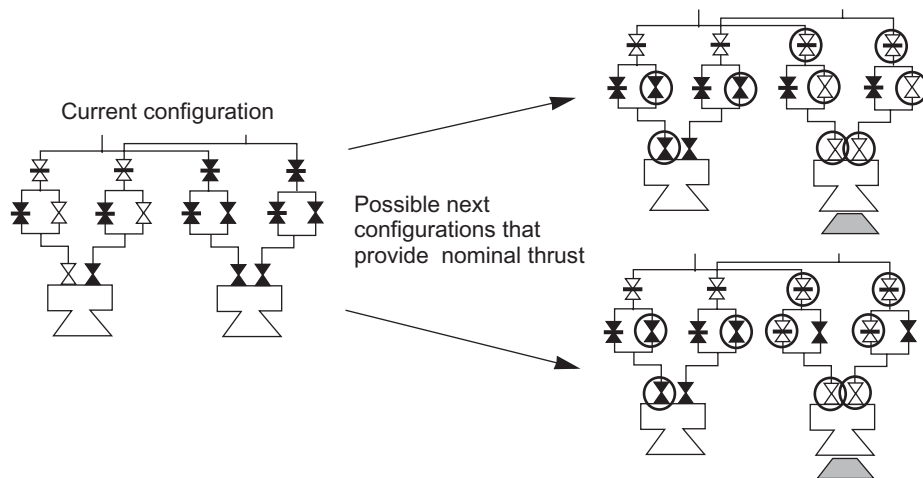 Current configuration
Possible next
configurations that
provide nominal thrust